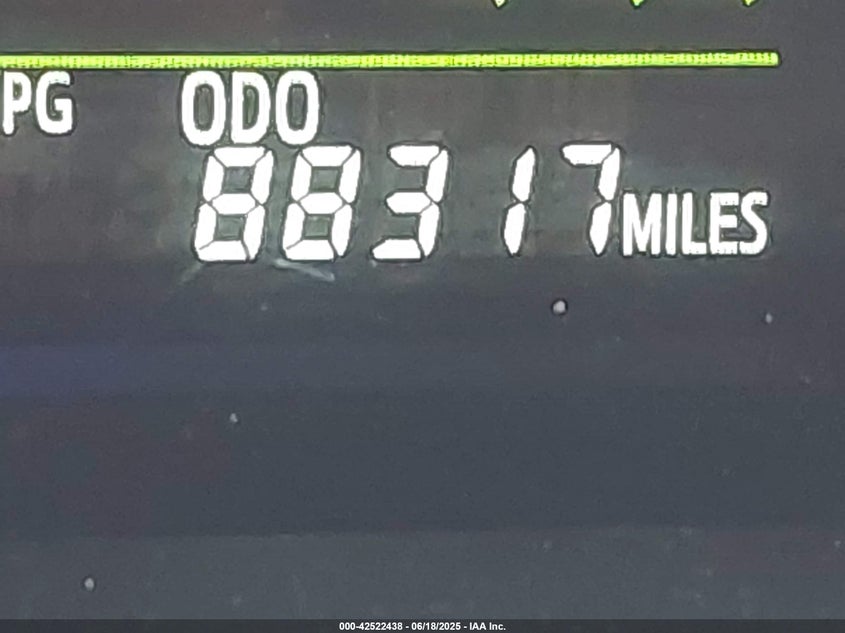 PG ODO
88317 MILES
000-42522438 - 06/18/2025 - IAA Inc.